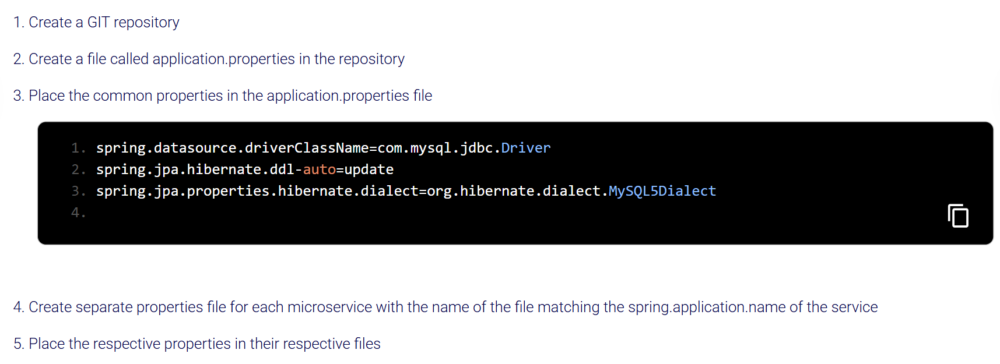 1. Create a GIT repository
2. Create a file called application.properties in the repository
3. Place the common properties in the application.properties file
1. spring.datasource.driverClassName=com.mysql.jdbc.Driver
2. spring.jpa.hibernate.ddl-auto=update
3. spring.jpa.properties.hibernate.dialect=org.hibernate.dialect.MySQL5Dialect
4.
4. Create separate properties file for each microservice with the name of the file matching the spring.application.name of the service
5. Place the respective properties in their respective files